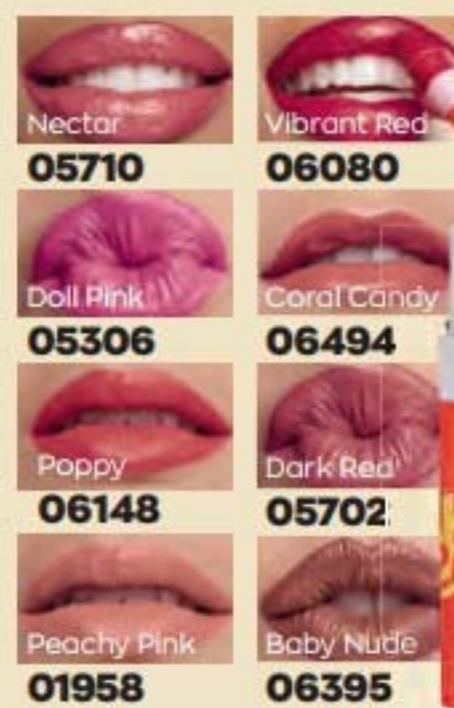 Nectar
05710
Vibrant Red
06080
Doll Pink
05306
Coral Candy
06494
Poppy
06148
Dark Red
05702
Peachy Pink
01958
Baby Nude
06395